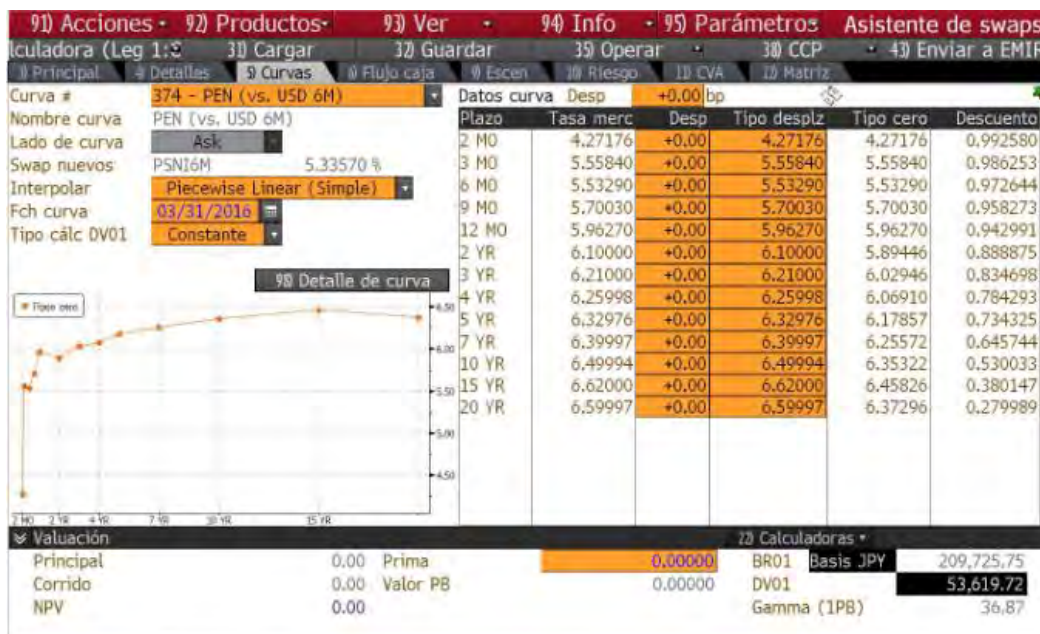 91) Acciones 92) Productos 93) Ver 94) Info 95) Parámetros Asistente de swaps
lculadora (Leg 1: 31) Cargar 32) Guardar 35) Operar 38) CCP 43) Enviar a EMIR
3) Principal 4) Detalles 5) Curvas 6) Flujo caja 9) Escen 10) Riesgo 11) CVA 12) Matriz
Curva # 374 - PEN (vs. USD 6M) Datos curva Desp +0.00 bp
Nombre curva PEN (vs. USD 6M)
Lado de curva Ask
Swap nuevos PSNI6M 5.33570 %
Interpolar Piecewise Linear (Simple)
Fch curva 03/31/2016
Tipo cálc DV01 Constante
98) Detalle de curva
Plazo Tasa merc Desp Tipo desplz Tipo cero Descuento
2 MO 4.27176 +0.00 4.27176 4.27176 0.992580
3 MO 5.55840 +0.00 5.55840 5.55840 0.986253
6 MO 5.53290 +0.00 5.53290 5.53290 0.972644
9 MO 5.70030 +0.00 5.70030 5.70030 0.958273
12 MO 5.96270 +0.00 5.96270 5.96270 0.942991
2 YR 6.10000 +0.00 6.10000 5.89446 0.888875
3 YR 6.21000 +0.00 6.21000 6.02946 0.834698
4 YR 6.25998 +0.00 6.25998 6.06910 0.784293
5 YR 6.32976 +0.00 6.32976 6.17857 0.734325
7 YR 6.39997 +0.00 6.39997 6.25572 0.645744
10 YR 6.49994 +0.00 6.49994 6.35322 0.530033
15 YR 6.62000 +0.00 6.62000 6.45826 0.380147
20 YR 6.59997 +0.00 6.59997 6.37296 0.279989
Tipo cero
6.50
6.00
5.50
5.00
4.50
2 MO 2 YR 4 YR 7 YR 10 YR 15 YR
Valuación 22) Calculadoras
Principal 0.00 Prima 0.00000 BR01 Basis JPY 209,725.75
Corrido 0.00 Valor PB 0.00000 DV01 53,619.72
NPV 0.00 Gamma (1PB) 36.87